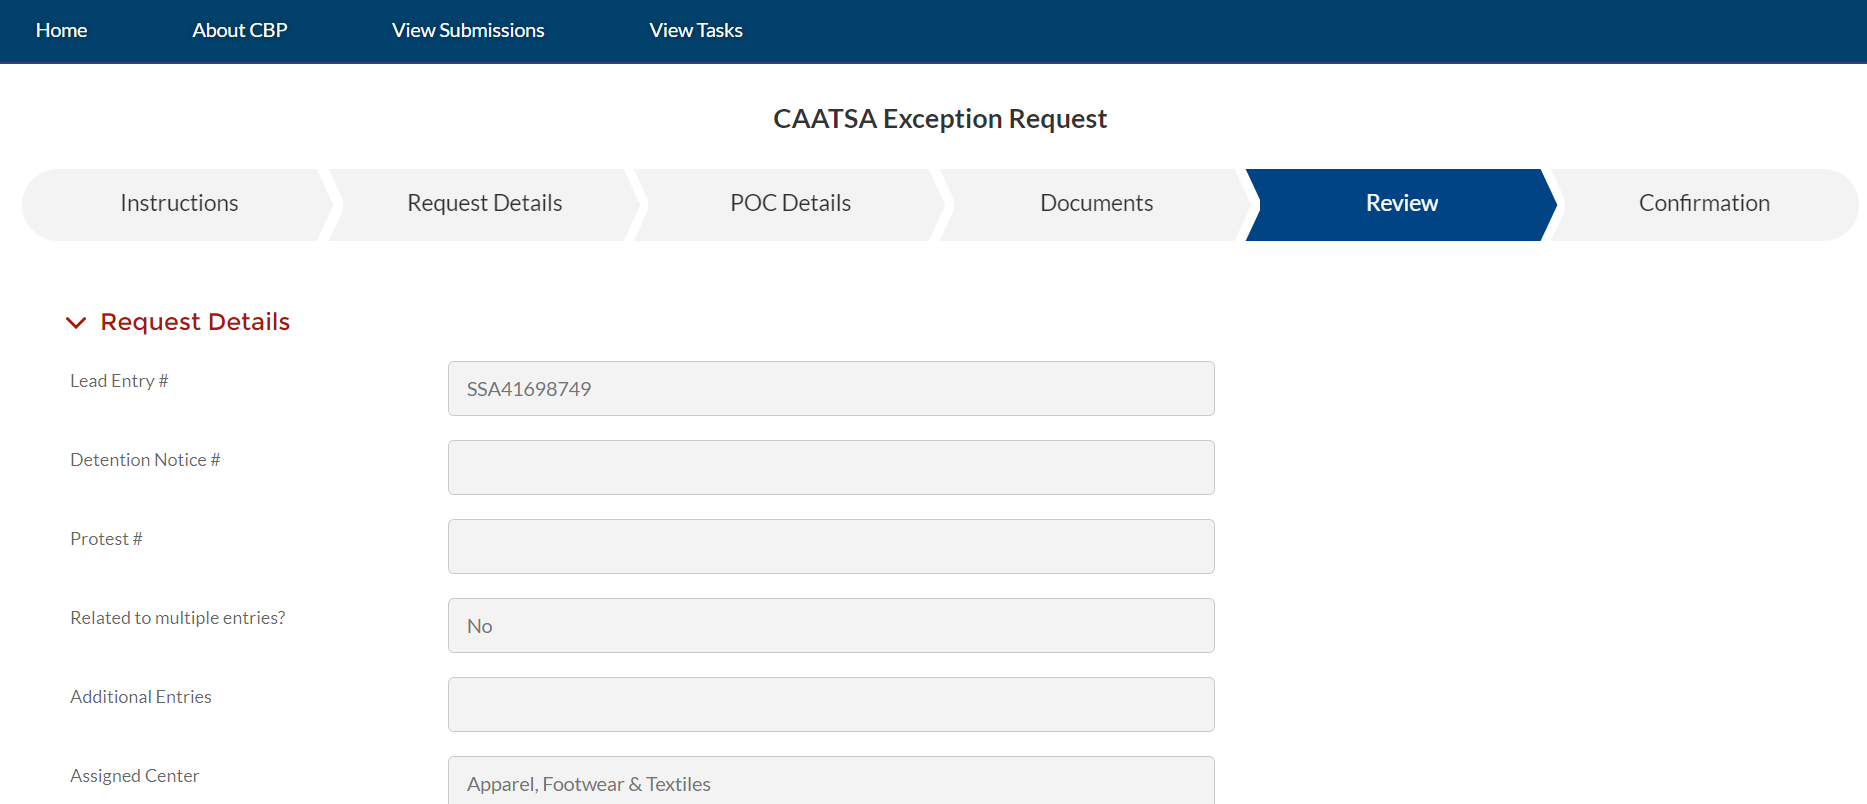 Home About CBP View Submissions View Tasks
CAATSA Exception Request
Instructions Request Details POC Details Documents Review Confirmation
Request Details
Lead Entry # SSA41698749
Detention Notice #
Protest #
Related to multiple entries? No
Additional Entries
Assigned Center Apparel, Footwear & Textiles